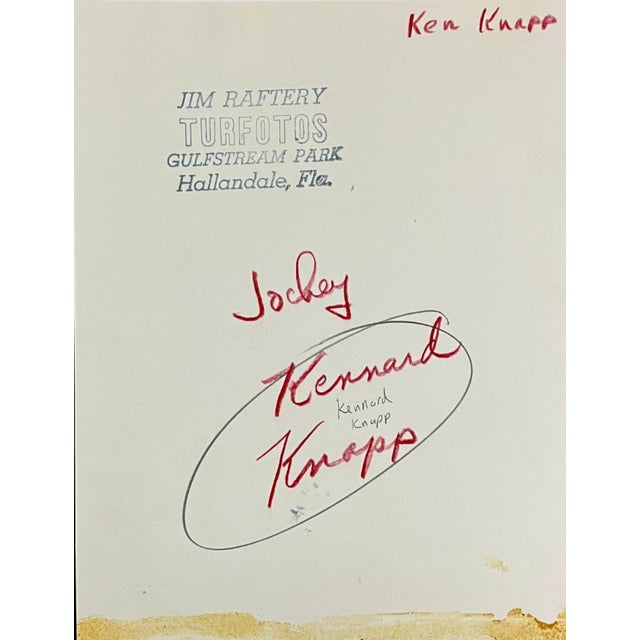 Ken Knapp
JIM RAFTERY
TURFOTOS
GULFSTREAM PARK
Hallandale, Fla.
Jockey
Kennard
Kennard
Knapp
Knapp